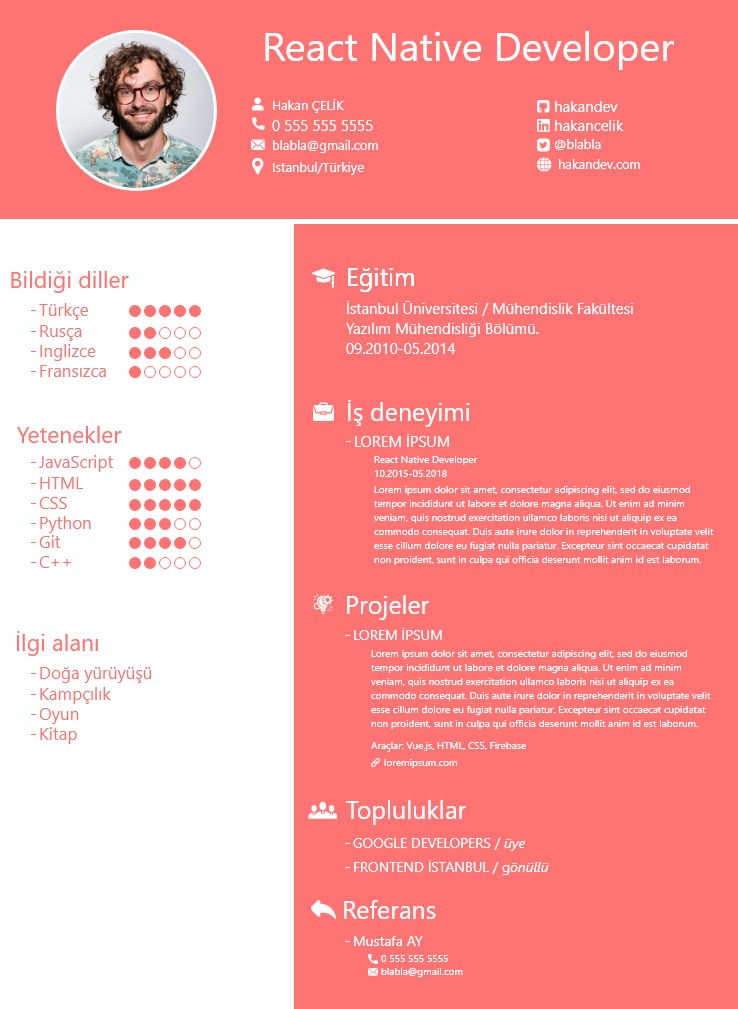 React Native Developer
Hakan ÇELİK
0 555 555 5555
blabla@gmail.com
Istanbul/Türkiye
hakandev
hakancelik
@blabla
hakandev.com
Bildiği diller
-Türkçe
-Rusça
-Inglizce
-Fransızca
Yetenekler
-JavaScript
-HTML
-CSS
-Python
-Git
-C++
İlgi alanı
-Doğa yürüyüşü
-Kampçılık
-Oyun
-Kitap
Eğitim
İstanbul Üniversitesi / Mühendislik Fakültesi
Yazılım Mühendisliği Bölümü.
09.2010-05.2014
İş deneyimi
-LOREM İPSUM
React Native Developer
10.2015-05.2018
Lorem ipsum dolor sit amet, consectetur adipiscing elit, sed do eiusmod
tempor incididunt ut labore et dolore magna aliqua. Ut enim ad minim
veniam, quis nostrud exercitation ullamco laboris nisi ut aliquip ex ea
commodo consequat. Duis aute irure dolor in reprehenderit in voluptate velit
esse cillum dolore eu fugiat nulla pariatur. Excepteur sint occaecat cupidatat
non proident, sunt in culpa qui officia deserunt mollit anim id est laborum.
Projeler
-LOREM İPSUM
Lorem ipsum dolor sit amet, consectetur adipiscing elit, sed do eiusmod
tempor incididunt ut labore et dolore magna aliqua. Ut enim ad minim
veniam, quis nostrud exercitation ullamco laboris nisi ut aliquip ex ea
commodo consequat. Duis aute irure dolor in reprehenderit in voluptate velit
esse cillum dolore eu fugiat nulla pariatur. Excepteur sint occaecat cupidatat
non proident, sunt in culpa qui officia deserunt mollit anim id est laborum.
Araçlar: Vue.js, HTML, CSS, Firebase
loremipsum.com
Topluluklar
-GOOGLE DEVELOPERS / üye
-FRONTEND İSTANBUL / gönüllü
Referans
-Mustafa AY
0 555 555 5555
blabla@gmail.com